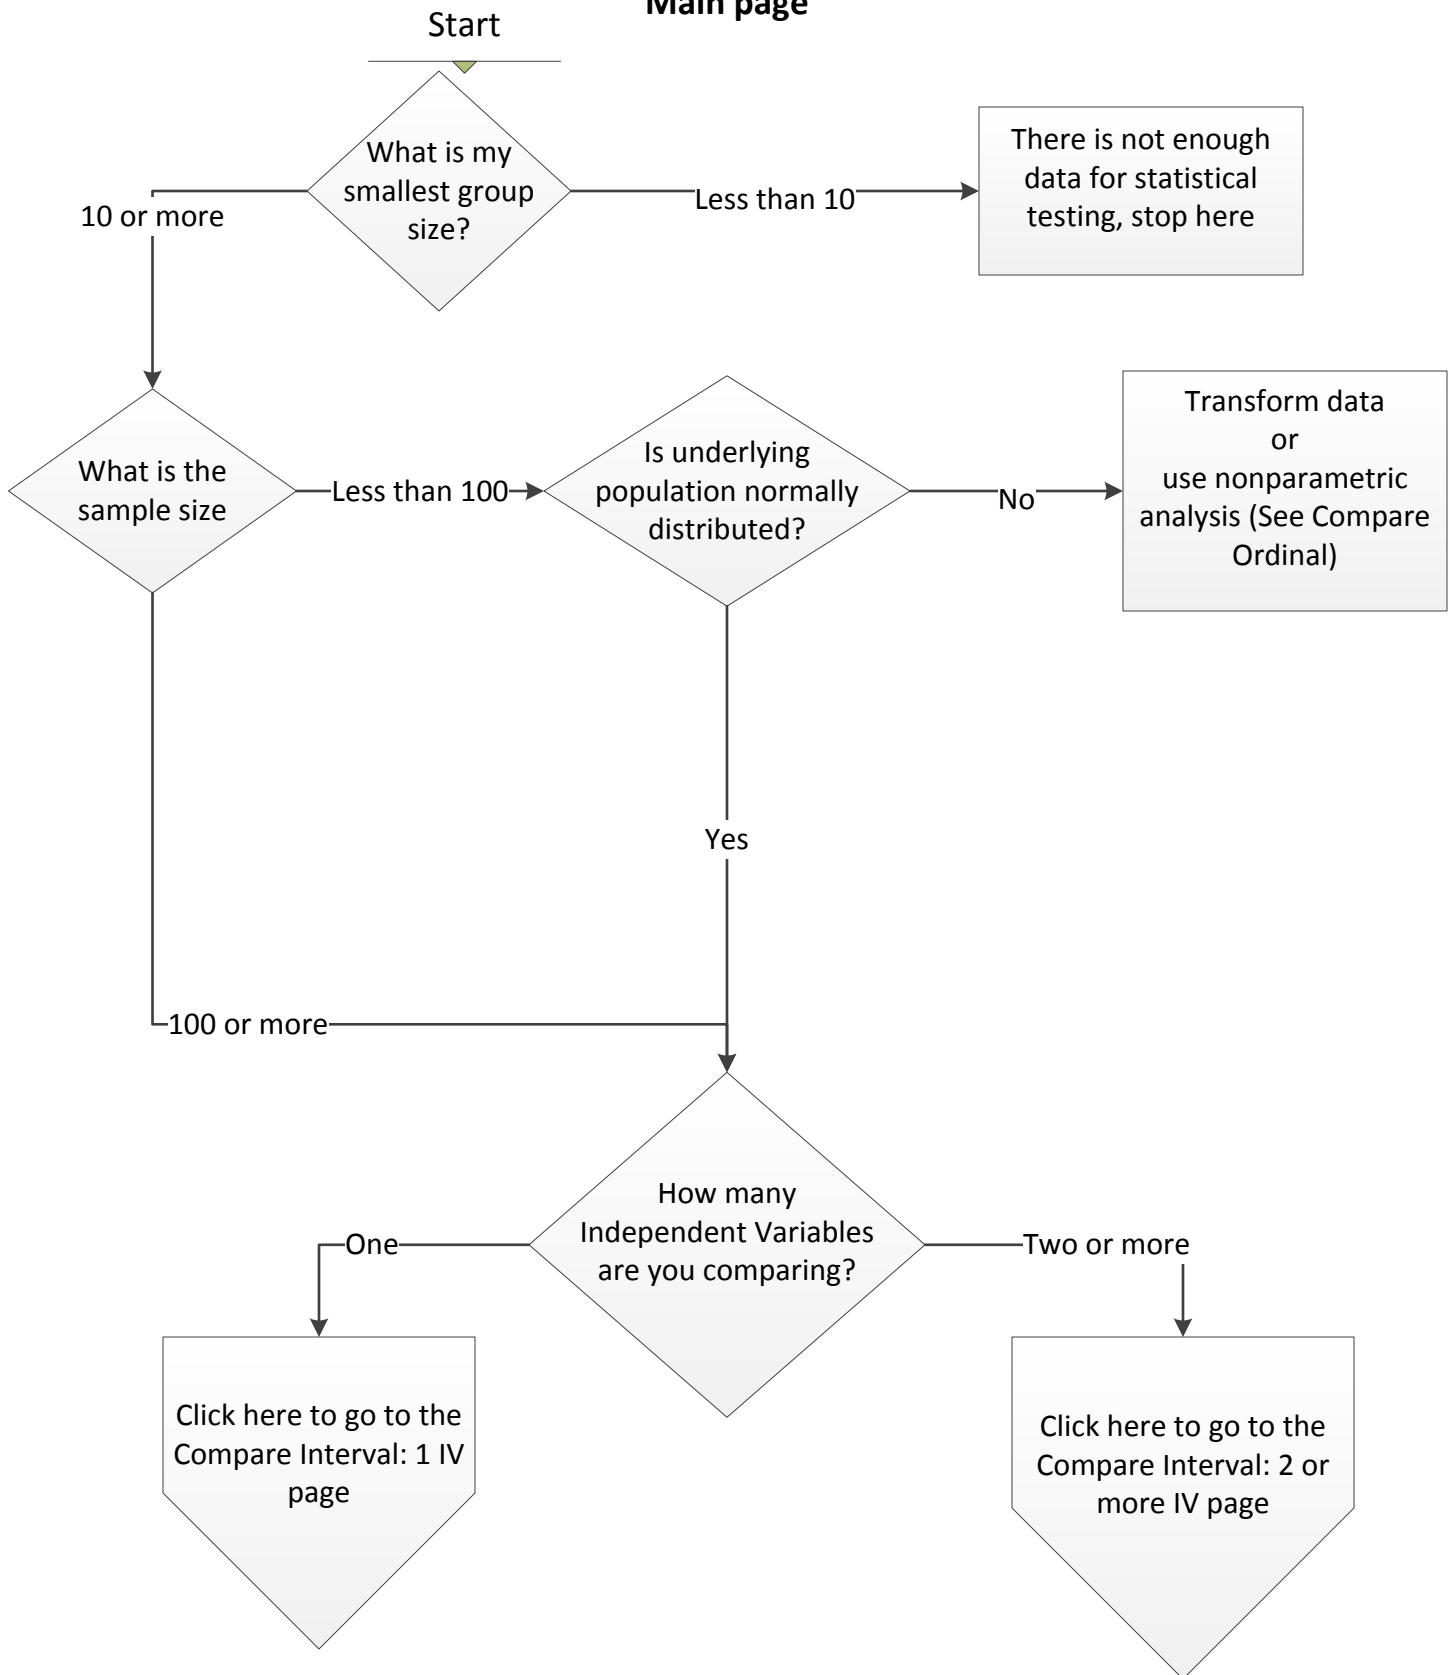 Main page
Start
What is my
smallest group
size?
Less than 10
There is not enough
data for statistical
testing, stop here
10 or more
What is the
sample size
Less than 100
Is underlying
population normally
distributed?
No
Transform data
or
use nonparametric
analysis (See Compare
Ordinal)
Yes
100 or more
How many
Independent Variables
are you comparing?
One
Two or more
Click here to go to the
Compare Interval: 1 IV
page
Click here to go to the
Compare Interval: 2 or
more IV page